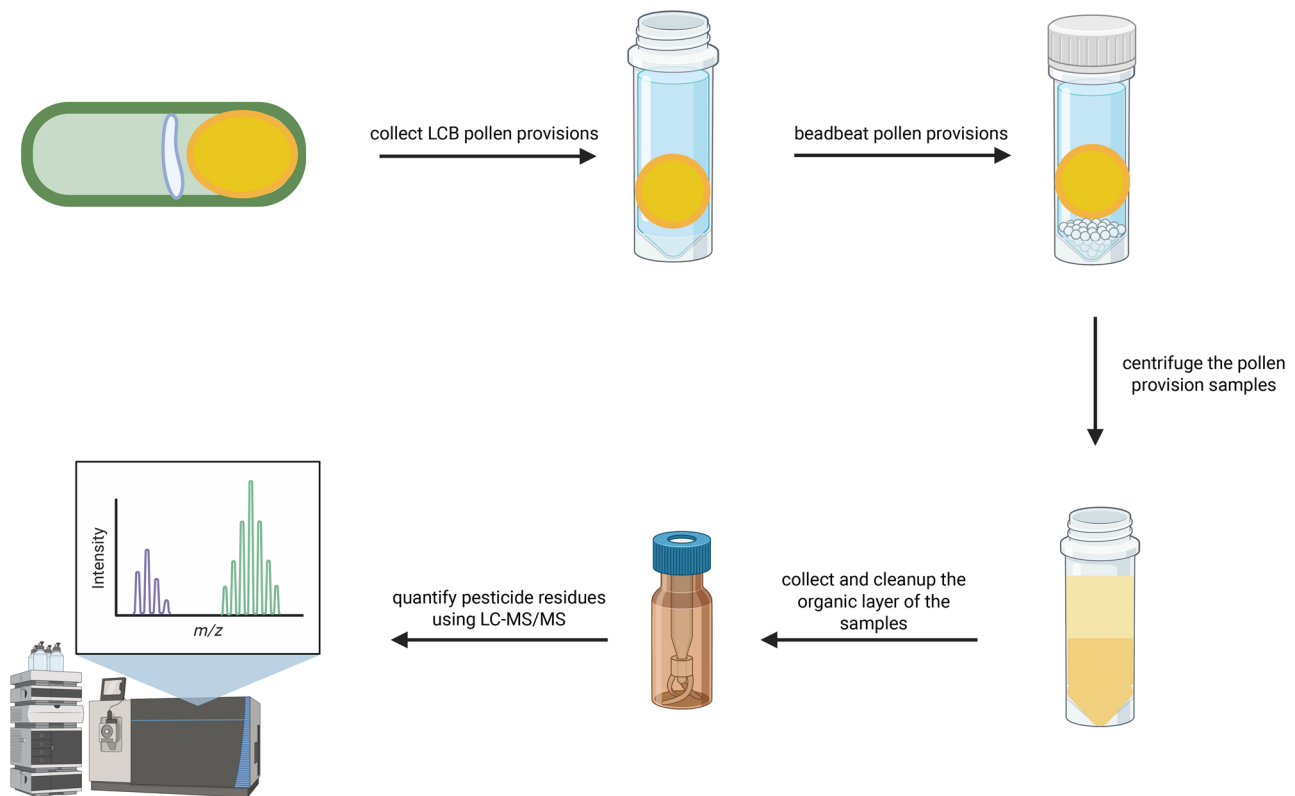 collect LCB pollen provisions
beadbeat pollen provisions
centrifuge the pollen
provision samples
collect and cleanup the
organic layer of the
samples
quantify pesticide residues
using LC-MS/MS
Intensity
m/z